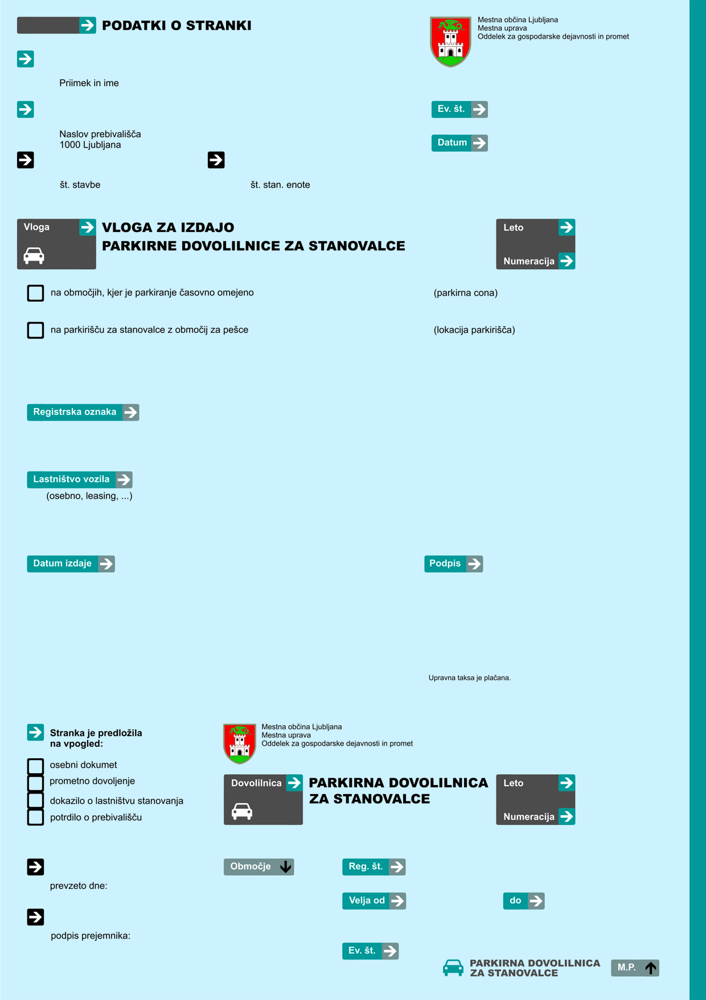 PODATKI O STRANKI
Mestna občina Ljubljana
Mestna uprava
Oddelek za gospodarske dejavnosti in promet
Priimek in ime
Ev. št.
Naslov prebivališča
1000 Ljubljana
Datum
št. stavbe
št. stan. enote
Vloga
VLOGA ZA IZDAJO
PARKIRNE DOVOLILNICE ZA STANOVALCE
Leto
Numeracija
na območjih, kjer je parkiranje časovno omejeno
(parkirna cona)
na parkirišču za stanovalce z območij za pešce
(lokacija parkirišča)
Registrska oznaka
Lastništvo vozila
(osebno, leasing, ...)
Datum izdaje
Podpis
Upravna taksa je plačana.
Stranka je predložila
na vpogled:
osebni dokumet
prometno dovoljenje
dokazilo o lastništvu stanovanja
potrdilo o prebivališču
prevzeto dne:
podpis prejemnika:
Mestna občina Ljubljana
Mestna uprava
Oddelek za gospodarske dejavnosti in promet
Dovolilnica
PARKIRNA DOVOLILNICA
ZA STANOVALCE
Leto
Numeracija
Območje
Reg. št.
Velja od
do
Ev. št.
PARKIRNA DOVOLILNICA
ZA STANOVALCE
M.P.